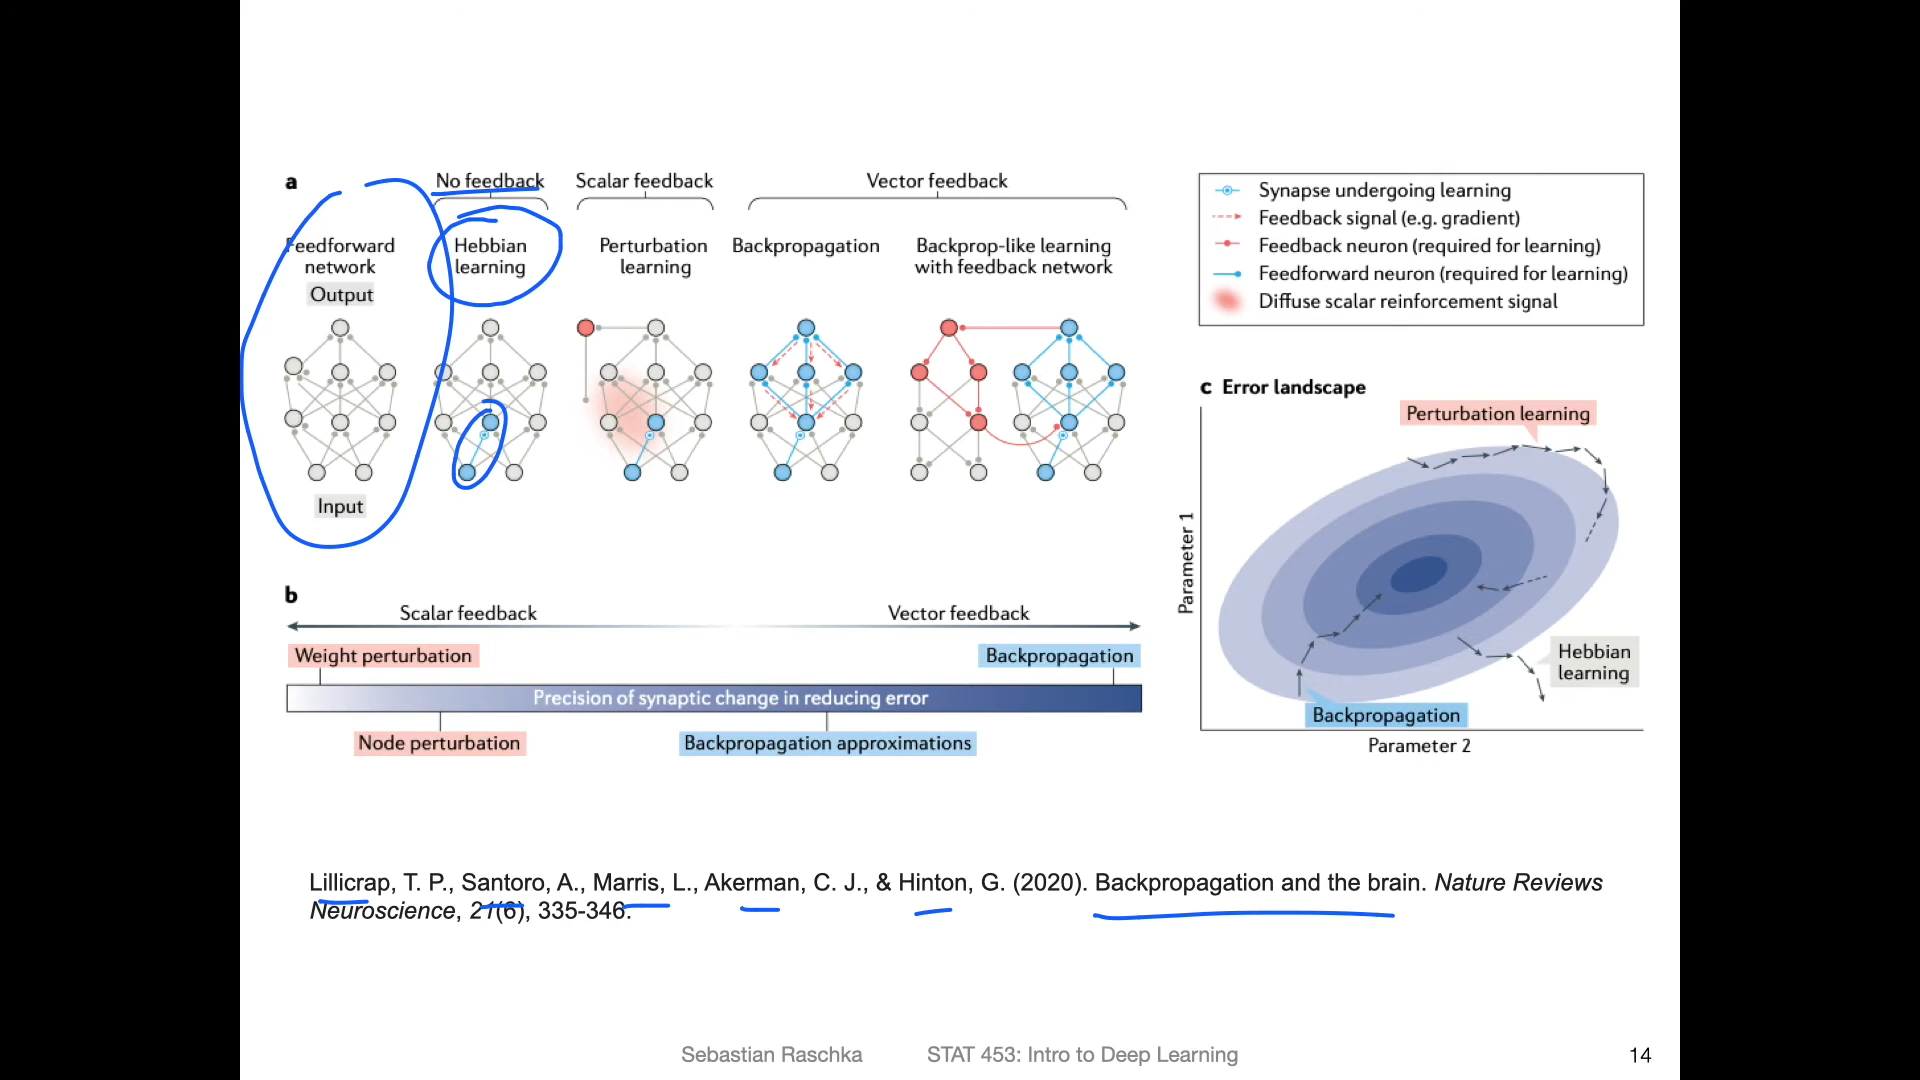 a
No feedback
Scalar feedback
Vector feedback
Feedforward
network
Output
Hebbian
learning
Perturbation
learning
Backpropagation
Backprop-like learning
with feedback network
Input
Synapse undergoing learning
Feedback signal (e.g. gradient)
Feedback neuron (required for learning)
Feedforward neuron (required for learning)
Diffuse scalar reinforcement signal
b
Scalar feedback
Vector feedback
Weight perturbation
Backpropagation
Precision of synaptic change in reducing error
Node perturbation
Backpropagation approximations
c Error landscape
Perturbation learning
Parameter 1
Hebbian
learning
Backpropagation
Parameter 2
Lillicrap, T. P., Santoro, A., Marris, L., Akerman, C. J., & Hinton, G. (2020). Backpropagation and the brain. Nature Reviews
Neuroscience, 21(6), 335-346.
Sebastian Raschka
STAT 453: Intro to Deep Learning
14